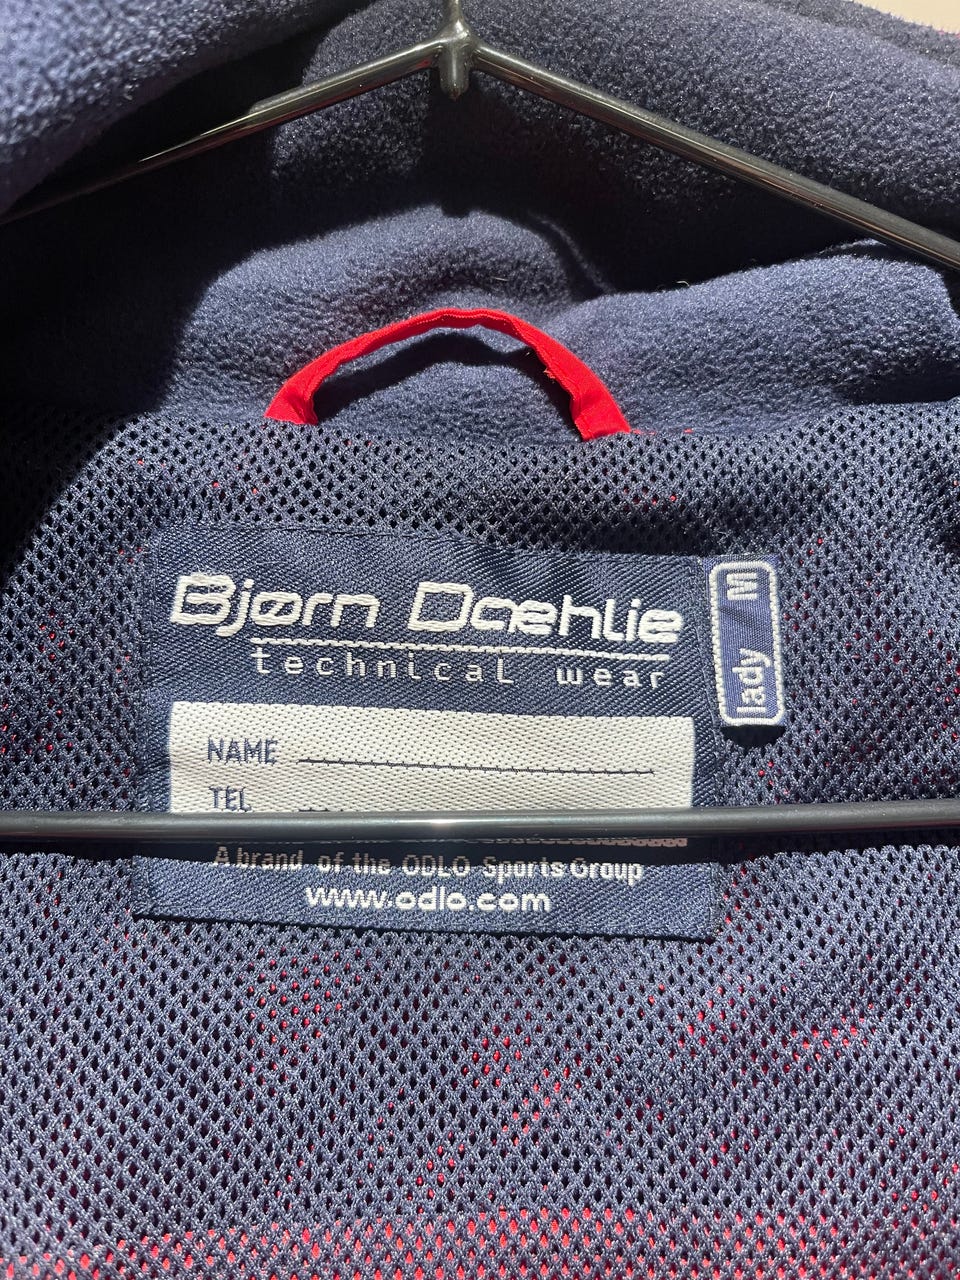 Bjørn Dæhlie
technical wear
lady M
NAME
TEL
A brand of the ODLO Sports Group
www.odlo.com